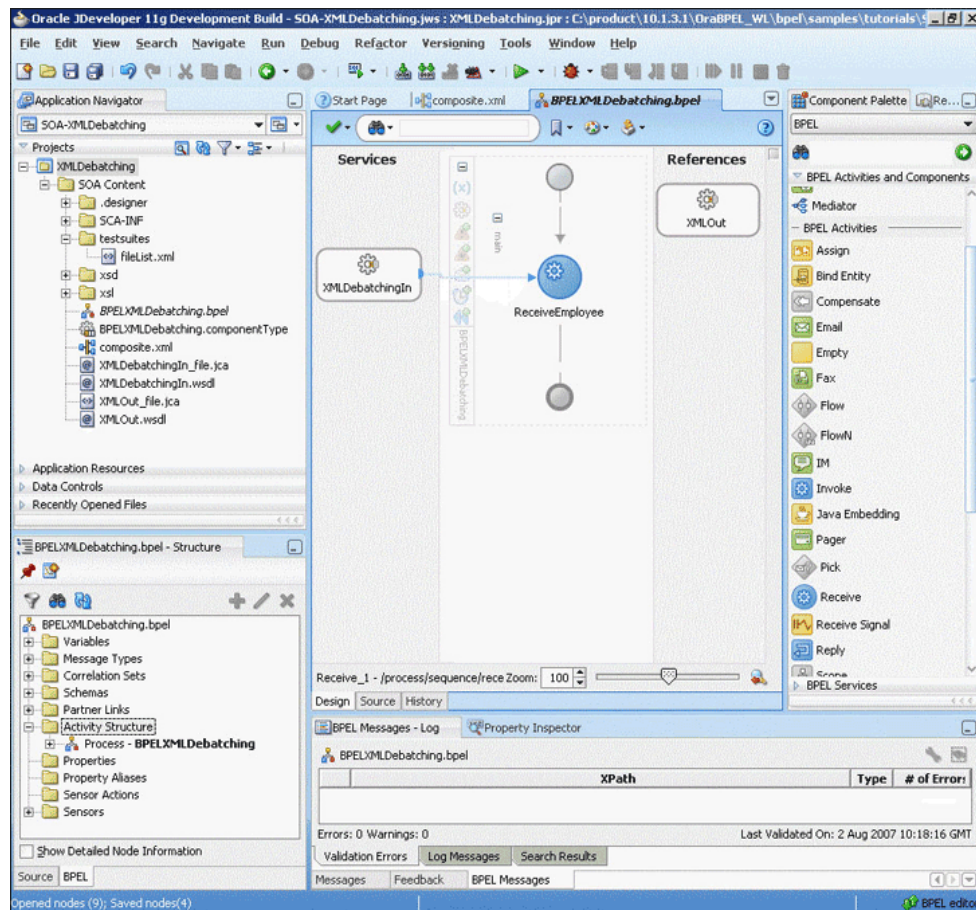 Oracle JDeveloper 11g Development Build - SOA-XMLDebatching.jws : XMLDebatching.jpr : C:\product\10.1.3.1\OraBPEL_WL\bpel\samples\tutorials\
File Edit View Search Navigate Run Debug Refactor Versioning Tools Window Help
Application Navigator
SOA-XMLDebatching
Projects
XMLDebatching
SOA Content
.designer
SCA-INF
testsuites
fileList.xml
xsd
xsl
BPELXMLDebatching.bpel
BPELXMLDebatching.componentType
composite.xml
XMLDebatchingIn_file.jca
XMLDebatchingIn.wsdl
XMLOut_file.jca
XMLOut.wsdl
Application Resources
Data Controls
Recently Opened Files
BPELXMLDebatching.bpel - Structure
BPELXMLDebatching.bpel
Variables
Message Types
Correlation Sets
Schemas
Partner Links
Activity Structure
Process - BPELXMLDebatching
Properties
Property Aliases
Sensor Actions
Sensors
Show Detailed Node Information
Source BPEL
Start Page composite.xml BPELXMLDebatching.bpel
Services References
main
XMLOut
XMLDebatchingIn
ReceiveEmployee
BPELXMLDebatching
Receive_1 - /process/sequence/rece Zoom: 100
Design Source History
BPEL Messages - Log Property Inspector
BPELXMLDebatching.bpel
XPath Type # of Errors
Errors: 0 Warnings: 0 Last Validated On: 2 Aug 2007 10:18:16 GMT
Validation Errors Log Messages Search Results
Messages Feedback BPEL Messages
Component Palette Re...
BPEL
BPEL Activities and Components
Mediator
BPEL Activities
Assign
Bind Entity
Compensate
Email
Empty
Fax
Flow
FlowN
IM
Invoke
Java Embedding
Pager
Pick
Receive
Receive Signal
Reply
Scope
BPEL Services
Opened nodes (9); Saved nodes(4) BPEL edito